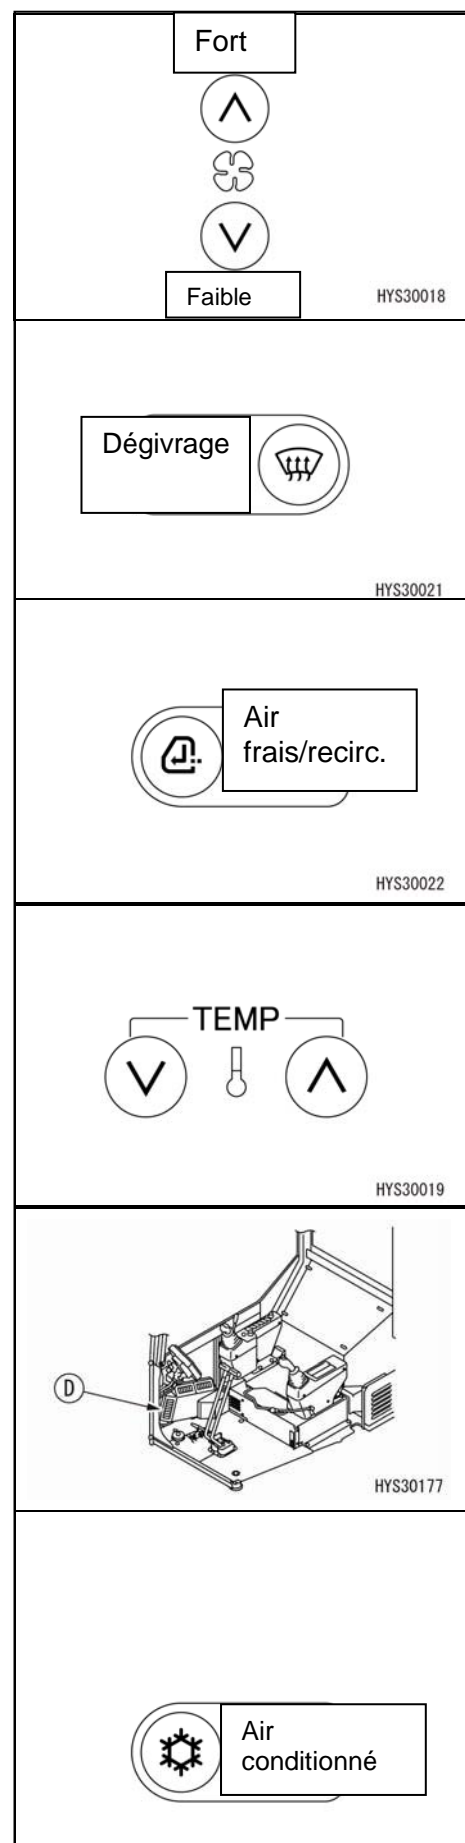 Fort
Faible
HYS30018
Dégivrage
HYS30021
Air
frais/recirc.
HYS30022
TEMP
HYS30019
D
HYS30177
Air
conditionné